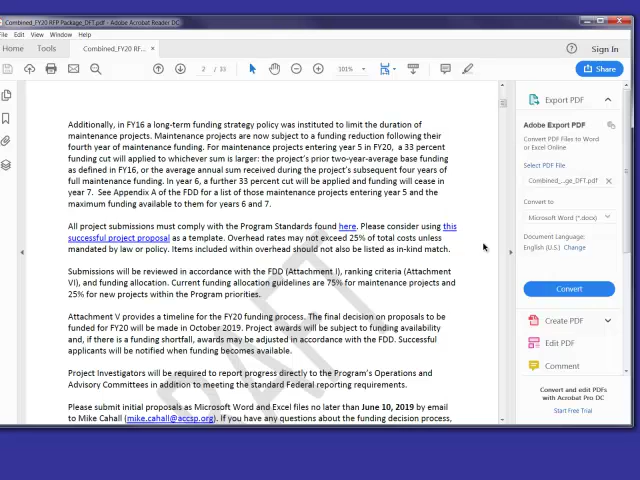 Combined_FY20 RFP Package_DFT.pdf - Adobe Acrobat Reader DC
File Edit View Window Help
Home Tools Combined_FY20 RF... × Sign In
2 / 33 101% Share
Additionally, in FY16 a long-term funding strategy policy was instituted to limit the duration of
maintenance projects. Maintenance projects are now subject to a funding reduction following their
fourth year of maintenance funding. For maintenance projects entering year 5 in FY20, a 33 percent
funding cut will applied to whichever sum is larger: the project's prior two-year-average base funding
as defined in FY16, or the average annual sum received during the project's subsequent four years of
full maintenance funding. In year 6, a further 33 percent cut will be applied and funding will cease in
year 7. See Appendix A of the FDD for a list of those maintenance projects entering year 5 and the
maximum funding available to them for years 6 and 7.
All project submissions must comply with the Program Standards found here. Please consider using this
successful project proposal as a template. Overhead rates may not exceed 25% of total costs unless
mandated by law or policy. Items included within overhead should not also be listed as in-kind match.
Submissions will be reviewed in accordance with the FDD (Attachment I), ranking criteria (Attachment
VI), and funding allocation. Current funding allocation guidelines are 75% for maintenance projects and
25% for new projects within the Program priorities.
Attachment V provides a timeline for the FY20 funding process. The final decision on proposals to be
funded for FY20 will be made in October 2019. Project awards will be subject to funding availability
and, if there is a funding shortfall, awards may be adjusted in accordance with the FDD. Successful
applicants will be notified when funding becomes available.
Project Investigators will be required to report progress directly to the Program's Operations and
Advisory Committees in addition to meeting the standard Federal reporting requirements.
Please submit initial proposals as Microsoft Word and Excel files no later than June 10, 2019 by email
to Mike Cahall (mike.cahall@accsp.org). If you have any questions about the funding decision process,
DRAFT
Export PDF
Adobe Export PDF
Convert PDF Files to Word
or Excel Online
Select PDF File
Combined_...ge_DFT.pdf ×
Convert to
Microsoft Word (*.docx)
Document Language:
English (U.S.) Change
Convert
Create PDF
Edit PDF
Comment
Convert and edit PDFs
with Acrobat Pro DC
Start Free Trial